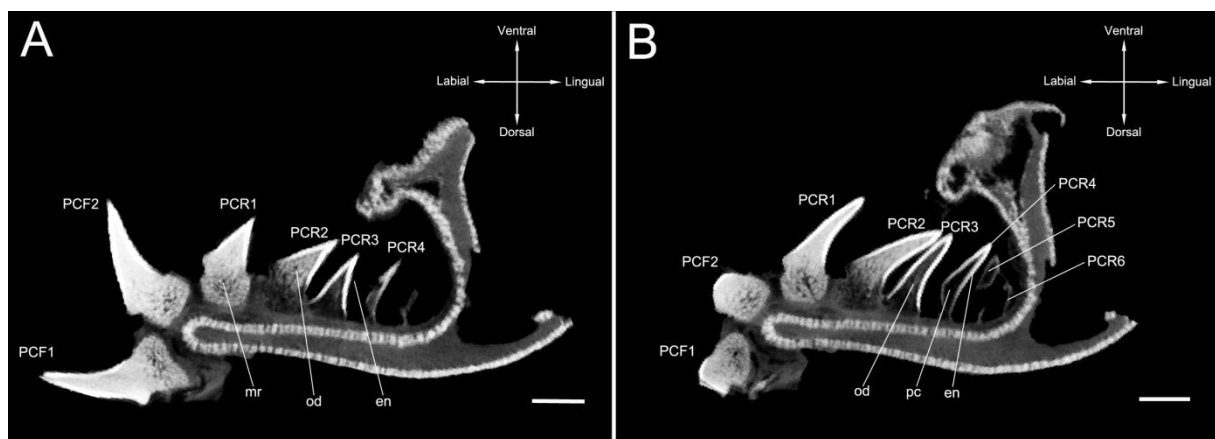 A
Ventral
Labial Lingual
Dorsal
PCF2
PCR1
PCR2
PCR3
PCR4
PCF1
mr
od
en
B
Ventral
Labial Lingual
Dorsal
PCR1
PCR2
PCR3
PCR4
PCR5
PCR6
PCF2
PCF1
od
pc
en